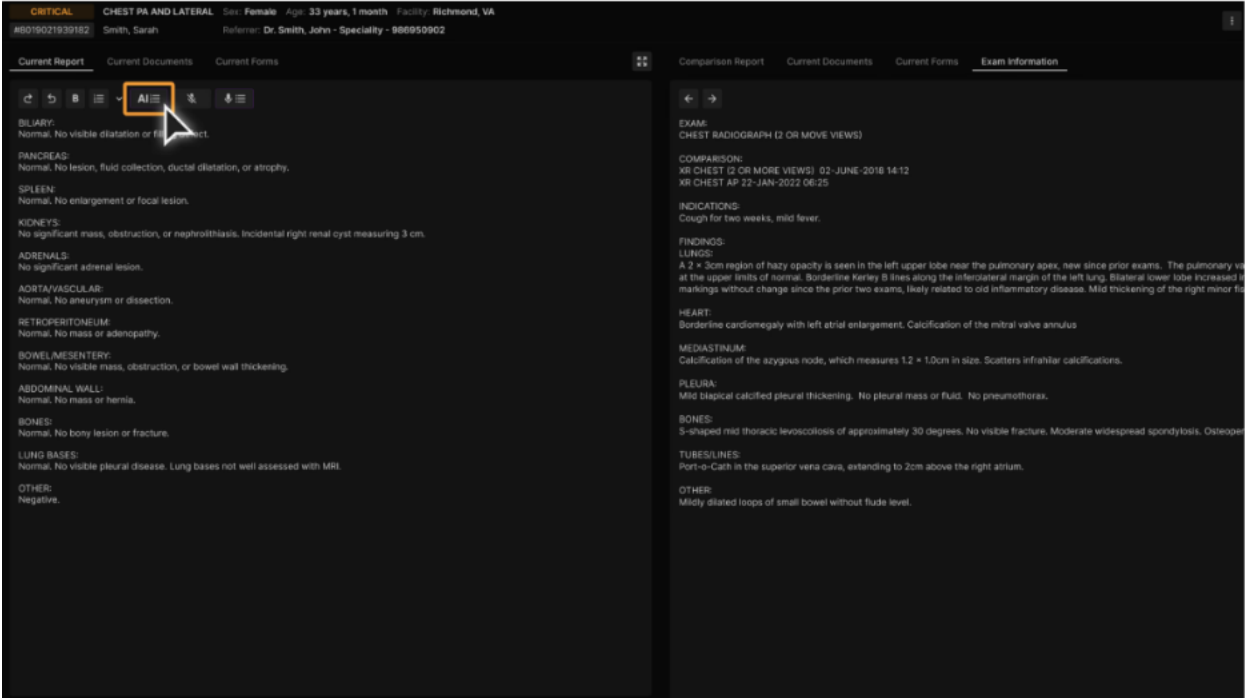 CRITICAL CHEST PA AND LATERAL Sex: Female Age: 33 years, 1 month Facility: Richmond, VA
#8019021939182 Smith, Sarah Referrer: Dr. Smith, John - Speciality - 986950902
Current Report Current Documents Current Forms
B AI
BILIARY:
Normal. No visible dilatation or
PANCREAS:
Normal. No lesion, fluid collection, ductal dilatation, or atrophy.
SPLEEN:
Normal. No enlargement or focal lesion.
KIDNEYS:
No significant mass, obstruction, or nephrolithiasis. Incidental right renal cyst measuring 3 cm.
ADRENALS:
No significant adrenal lesion.
AORTA/VASCULAR:
Normal. No aneurysm or dissection.
RETROPERITONEUM:
Normal. No mass or adenopathy.
BOWEL/MESENTERY:
Normal. No visible mass, obstruction, or bowel wall thickening.
ABDOMINAL WALL:
Normal. No mass or hernia.
BONES:
Normal. No bony lesion or fracture.
LUNG BASES:
Normal. No visible pleural disease. Lung bases not well assessed with MRI.
OTHER:
Negative.
Comparison Report Current Documents Current Forms Exam Information
EXAM:
CHEST RADIOGRAPH (2 OR MOVE VIEWS)
COMPARISON:
XR CHEST (2 OR MORE VIEWS) 02-JUNE-2018 14:12
XR CHEST AP 22-JAN-2022 06:25
INDICATIONS:
Cough for two weeks, mild fever.
FINDINGS:
LUNGS:
A 2 × 3cm region of hazy opacity is seen in the left upper lobe near the pulmonary apex, new since prior exams. The pulmonary va
at the upper limits of normal. Borderline Kerley B lines along the inferolateral margin of the left lung. Bilateral lower lobe increased i
markings without change since the prior two exams, likely related to old inflammatory disease. Mild thickening of the right minor fis
HEART:
Borderline cardiomegaly with left atrial enlargement. Calcification of the mitral valve annulus
MEDIASTINUM:
Calcification of the azygous node, which measures 1.2 × 1.0cm in size. Scatters infrahilar calcifications.
PLEURA:
Mild biapical calcified pleural thickening. No pleural mass or fluid. No pneumothorax.
BONES:
S-shaped mid thoracic levoscoliosis of approximately 30 degrees. No visible fracture. Moderate widespread spondylosis. Osteoper
TUBES/LINES:
Port-o-Cath in the superior vena cava, extending to 2cm above the right atrium.
OTHER:
Mildly dilated loops of small bowel without flude level.